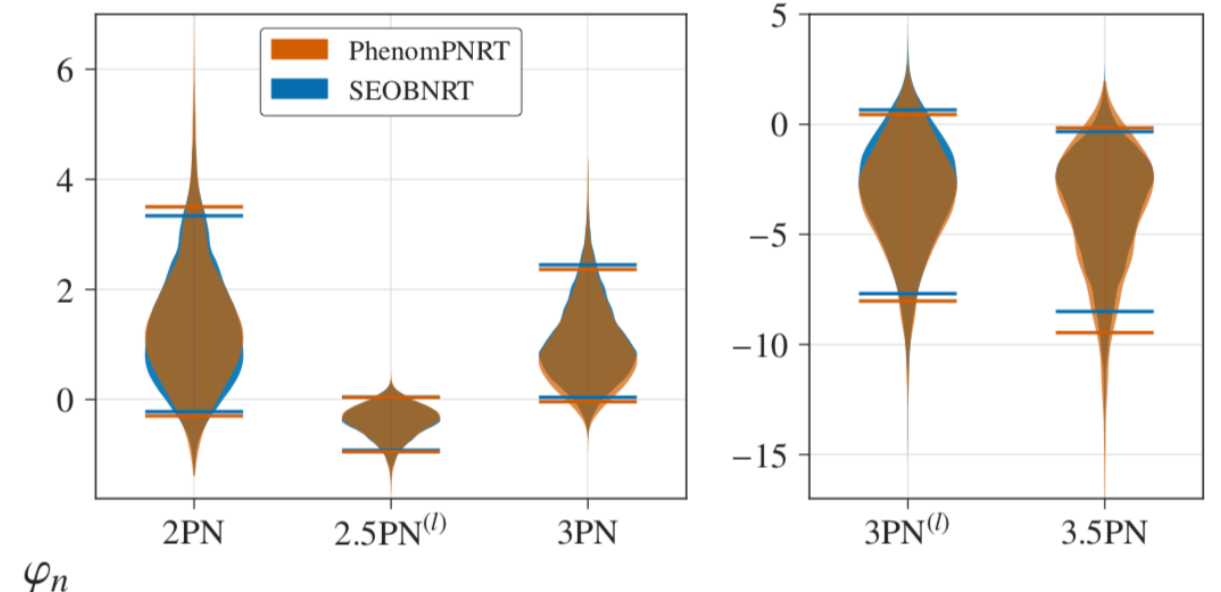 PhenomPNRT
SEOBNRT
6
4
2
0
2PN
2.5PN^(l)
3PN
5
0
−5
−10
−15
3PN^(l)
3.5PN
φ_n